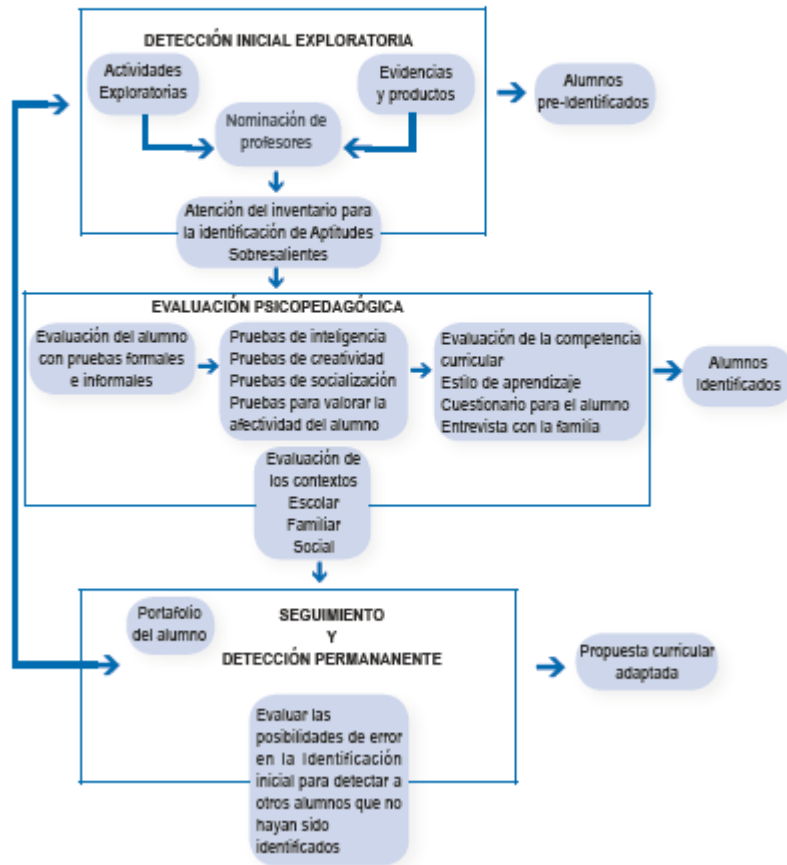 DETECCIÓN INICIAL EXPLORATORIA
Actividades
Exploratorias
Evidencias
y productos
Nominación de
profesores
Alumnos
pre-Identificados
Atención del inventario para
la identificación de Aptitudes
Sobresalientes
EVALUACIÓN PSICOPEDAGÓGICA
Evaluación del alumno
con pruebas formales
e informales
Pruebas de inteligencia
Pruebas de creatividad
Pruebas de socialización
Pruebas para valorar la
afectividad del alumno
Evaluación de la competencia
curricular
Estilo de aprendizaje
Cuestionario para el alumno
Entrevista con la familia
Alumnos
Identificados
Evaluación de
los contextos
Escolar
Familiar
Social
Portafolio
del alumno
SEGUIMIENTO
Y
DETECCIÓN PERMANANENTE
Propuesta curricular
adaptada
Evaluar las
posibilidades de error
en la Identificación
inicial para detectar a
otros alumnos que no
hayan sido
identificados